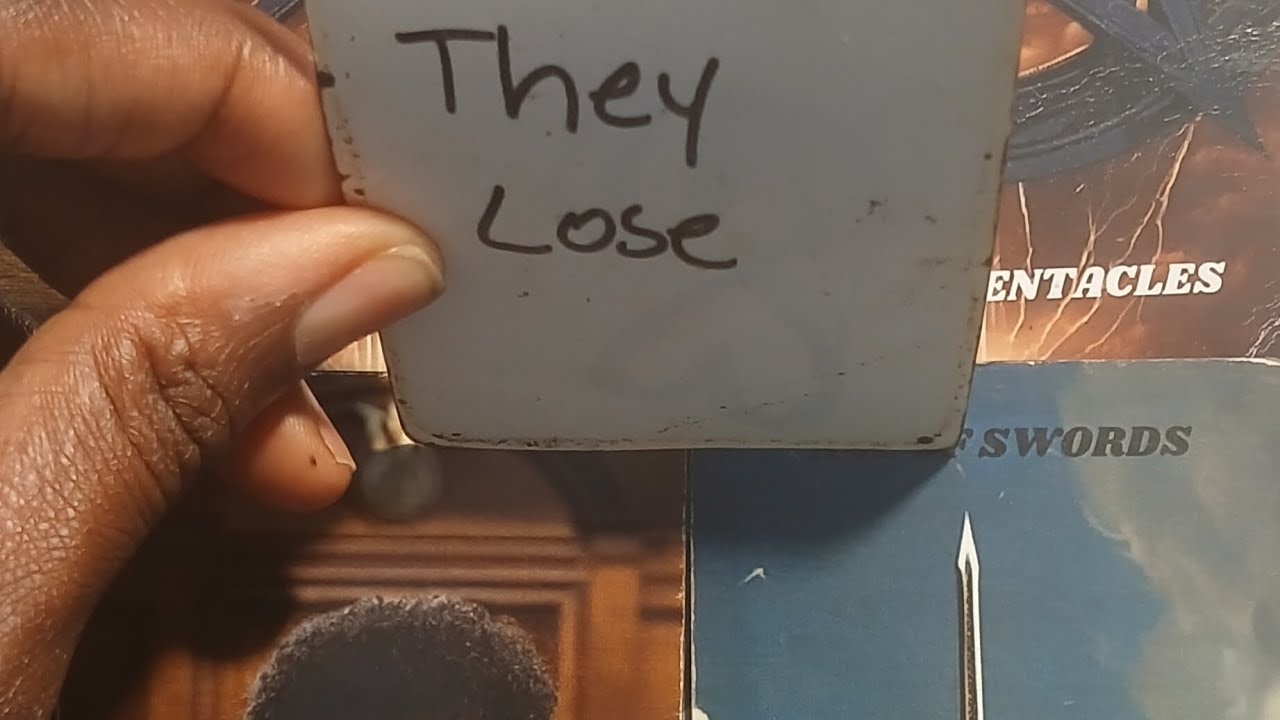 They
Lose
ENTACLES
F SWORDS